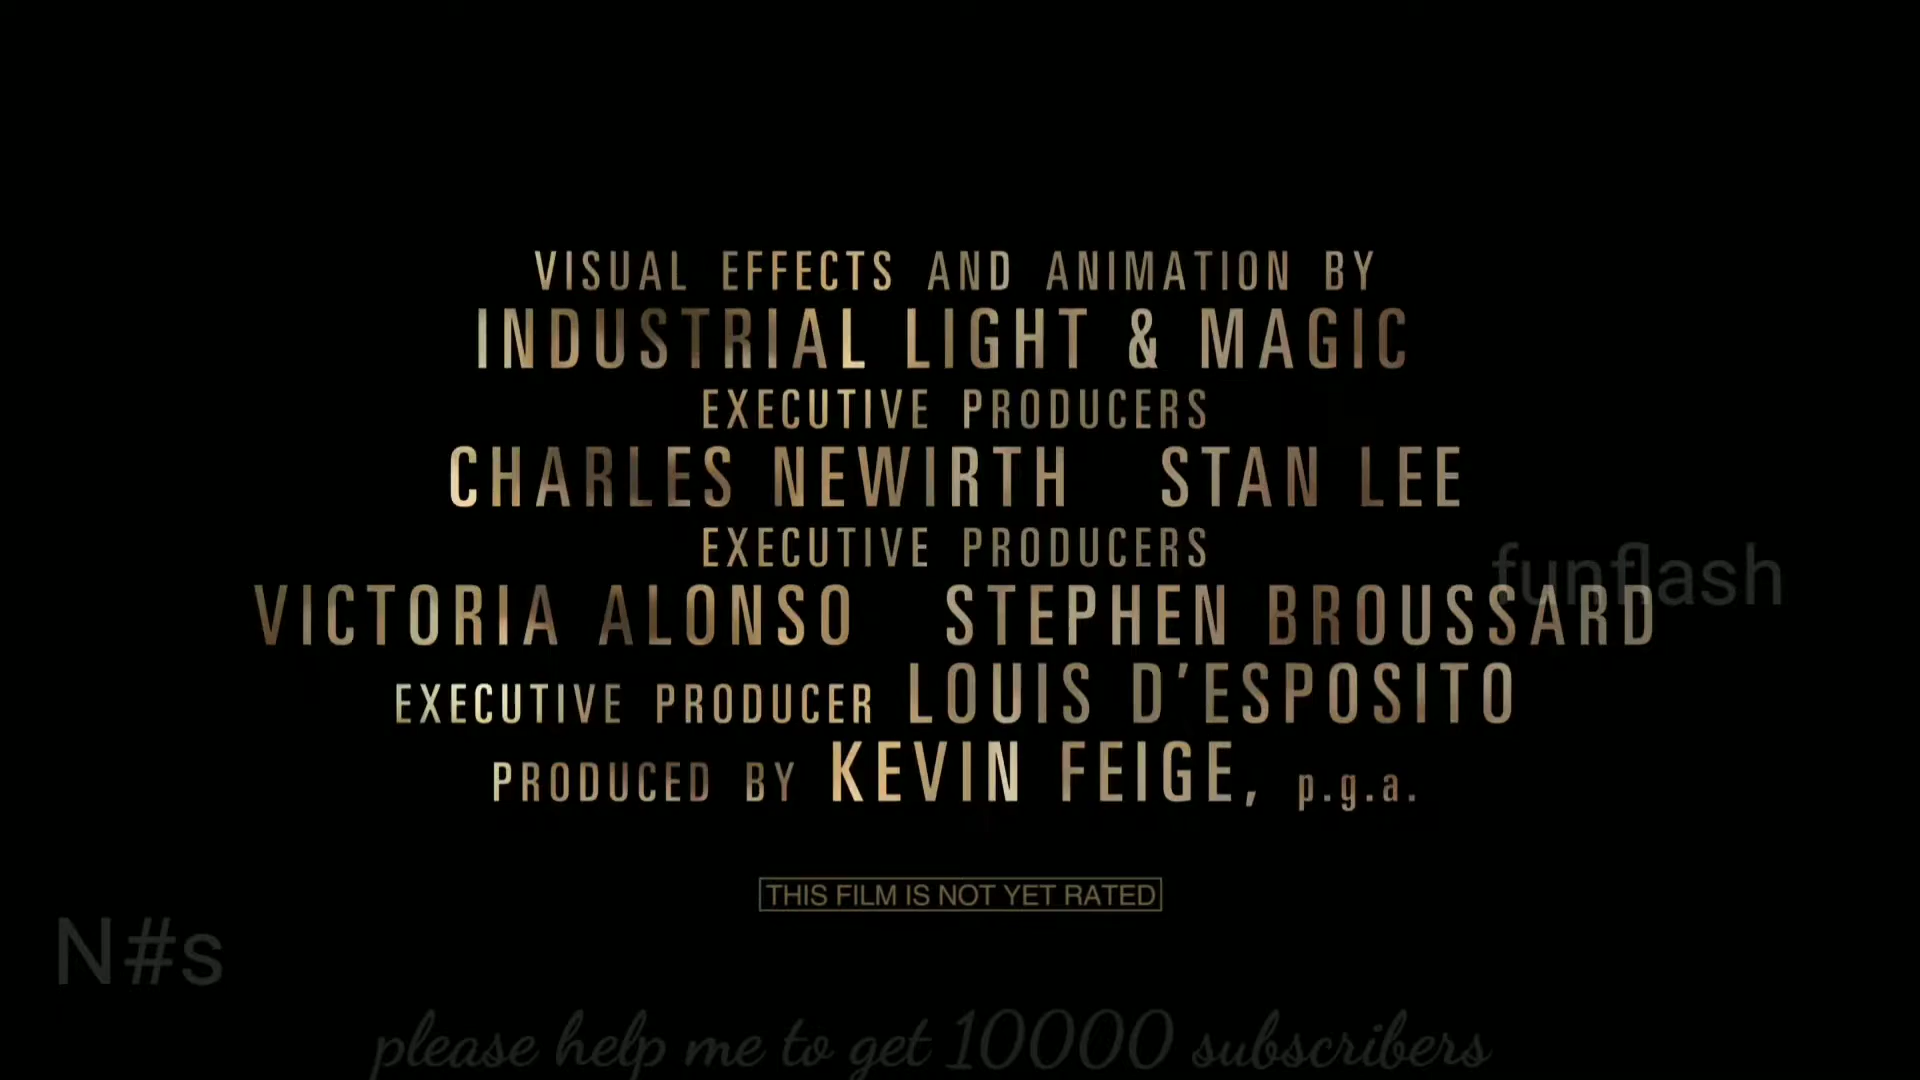 VISUAL EFFECTS AND ANIMATION BY
INDUSTRIAL LIGHT & MAGIC
EXECUTIVE PRODUCERS
CHARLES NEWIRTH STAN LEE
EXECUTIVE PRODUCERS
funflash
VICTORIA ALONSO STEPHEN BROUSSARD
EXECUTIVE PRODUCER LOUIS D'ESPOSITO
PRODUCED BY KEVIN FEIGE, p.g.a.
THIS FILM IS NOT YET RATED
N#s
please help me to get 10000 subscribers